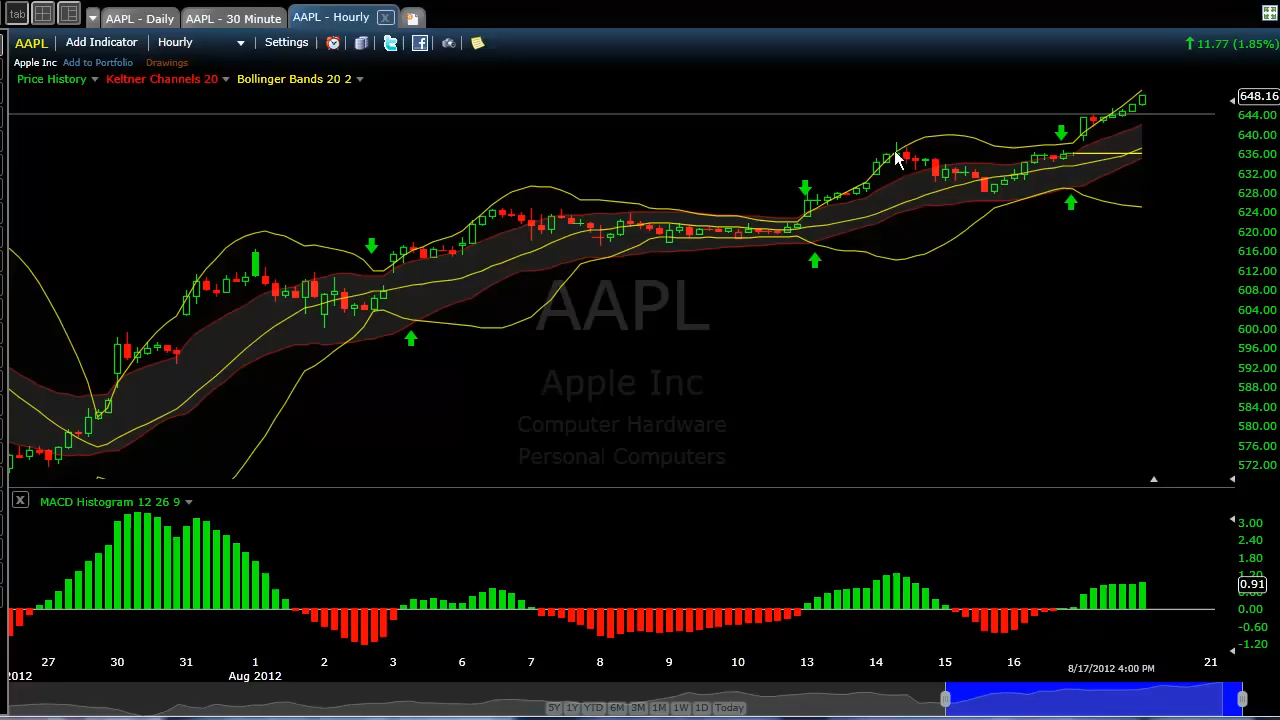 tab AAPL - Daily AAPL - 30 Minute AAPL - Hourly X
AAPL Add Indicator Hourly Settings 11.77 (1.85%)
Apple Inc Add to Portfolio Drawings
Price History Keltner Channels 20 Bollinger Bands 20 2
648.16
644.00
640.00
636.00
632.00
628.00
624.00
620.00
616.00
612.00
608.00
604.00
600.00
596.00
592.00
588.00
584.00
580.00
576.00
572.00
AAPL
Apple Inc
Computer Hardware
Personal Computers
X MACD Histogram 12 26 9
3.00
2.40
1.80
1.20
0.91
0.00
-0.60
-1.20
27 30 31 1 2 3 6 7 8 9 10 13 14 15 16 8/17/2012 4:00 PM 21
2012 Aug 2012
5Y 1Y YTD 6M 3M 1M 1W 1D Today